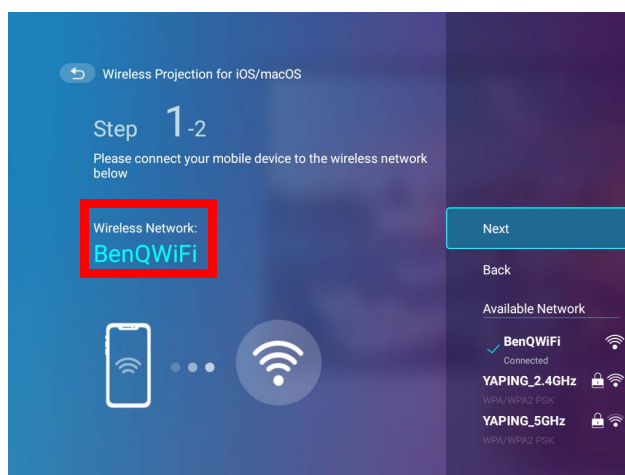 Wireless Projection for iOS/macOS
Step 1-2
Please connect your mobile device to the wireless network
below
Wireless Network:
BenQWiFi
Next
Back
Available Network
BenQWiFi
Connected
YAPING_2.4GHz
WPA/WPA2 PSK
YAPING_5GHz
WPA/WPA2 PSK